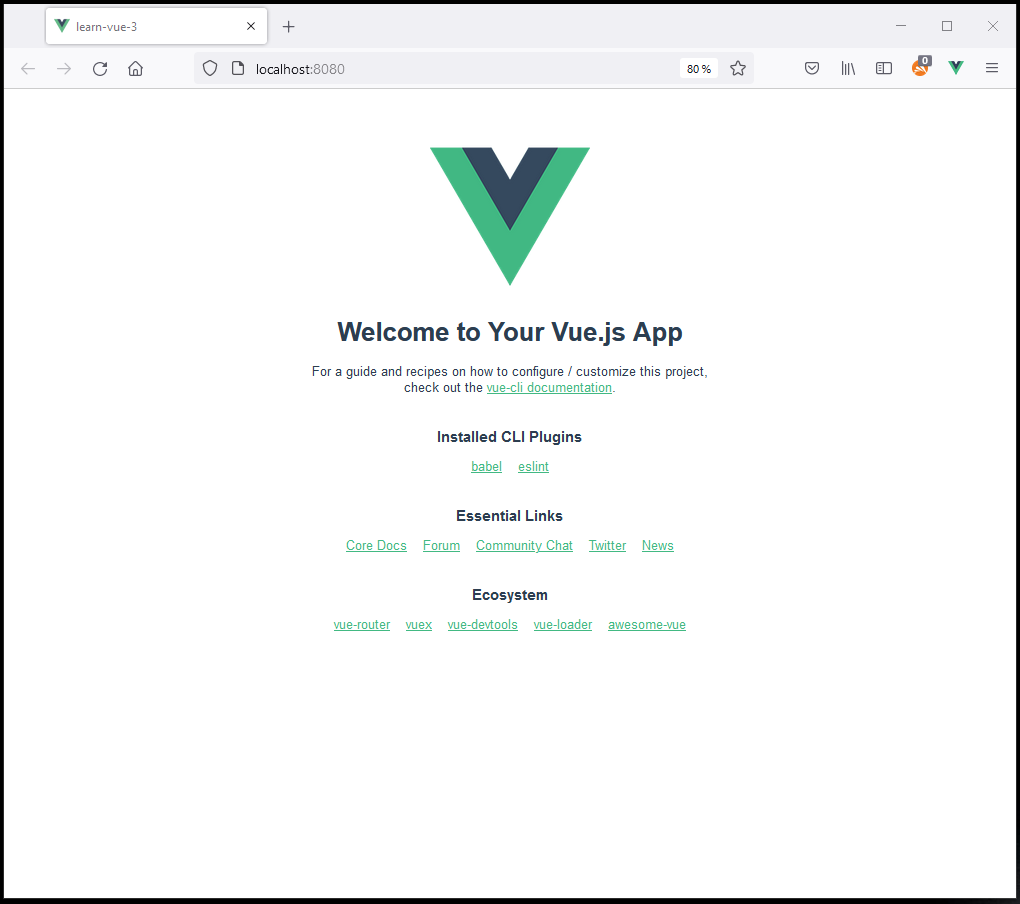 learn-vue-3
localhost:8080
80%
0
Welcome to Your Vue.js App
For a guide and recipes on how to configure / customize this project,
check out the vue-cli documentation.
Installed CLI Plugins
babel eslint
Essential Links
Core Docs Forum Community Chat Twitter News
Ecosystem
vue-router vuex vue-devtools vue-loader awesome-vue